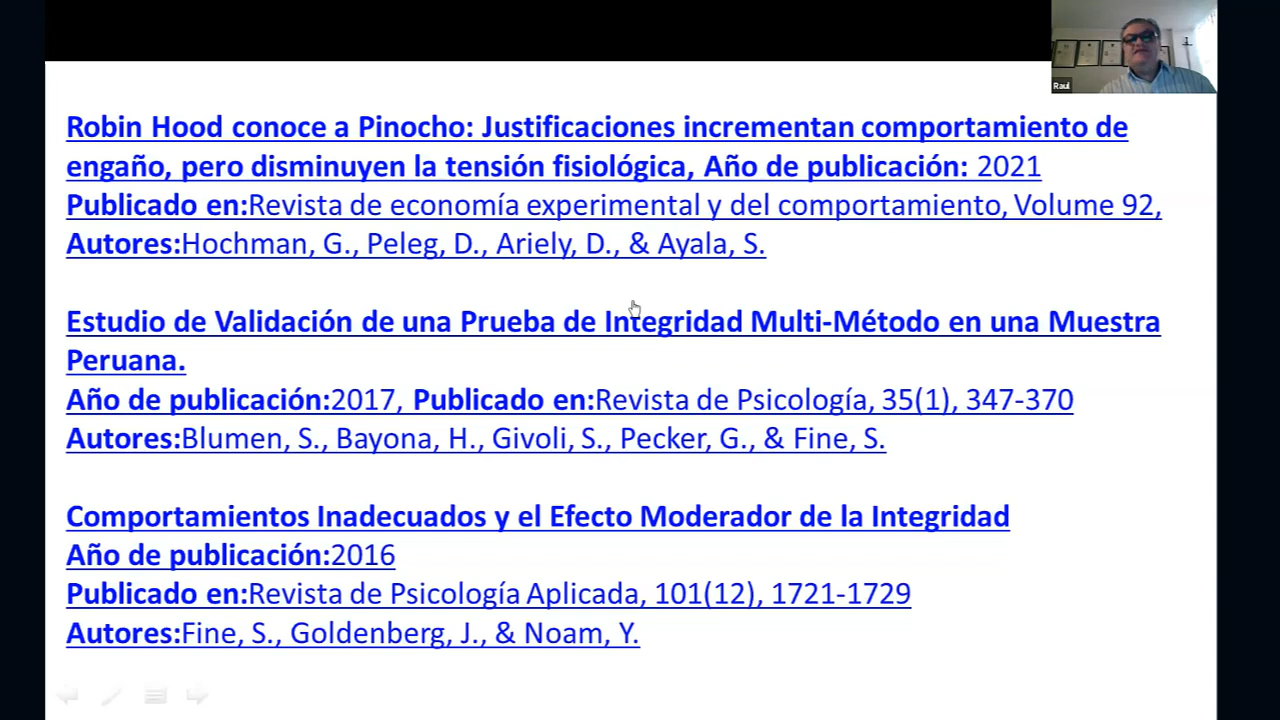 Raul
Robin Hood conoce a Pinocho: Justificaciones incrementan comportamiento de
engaño, pero disminuyen la tensión fisiológica, Año de publicación: 2021
Publicado en:Revista de economía experimental y del comportamiento, Volume 92,
Autores:Hochman, G., Peleg, D., Ariely, D., & Ayala, S.
Estudio de Validación de una Prueba de Integridad Multi-Método en una Muestra
Peruana.
Año de publicación:2017, Publicado en:Revista de Psicología, 35(1), 347-370
Autores:Blumen, S., Bayona, H., Givoli, S., Pecker, G., & Fine, S.
Comportamientos Inadecuados y el Efecto Moderador de la Integridad
Año de publicación:2016
Publicado en:Revista de Psicología Aplicada, 101(12), 1721-1729
Autores:Fine, S., Goldenberg, J., & Noam, Y.